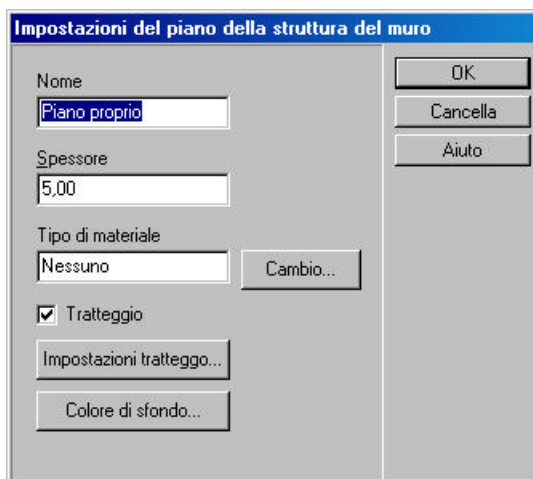 Impostazioni del piano della struttura del muro
Nome
Piano proprio
Spessore
5,00
Tipo di materiale
Nessuno
Cambio...
Tratteggio
Impostazioni tratteggo...
Colore di sfondo...
OK
Cancella
Aiuto